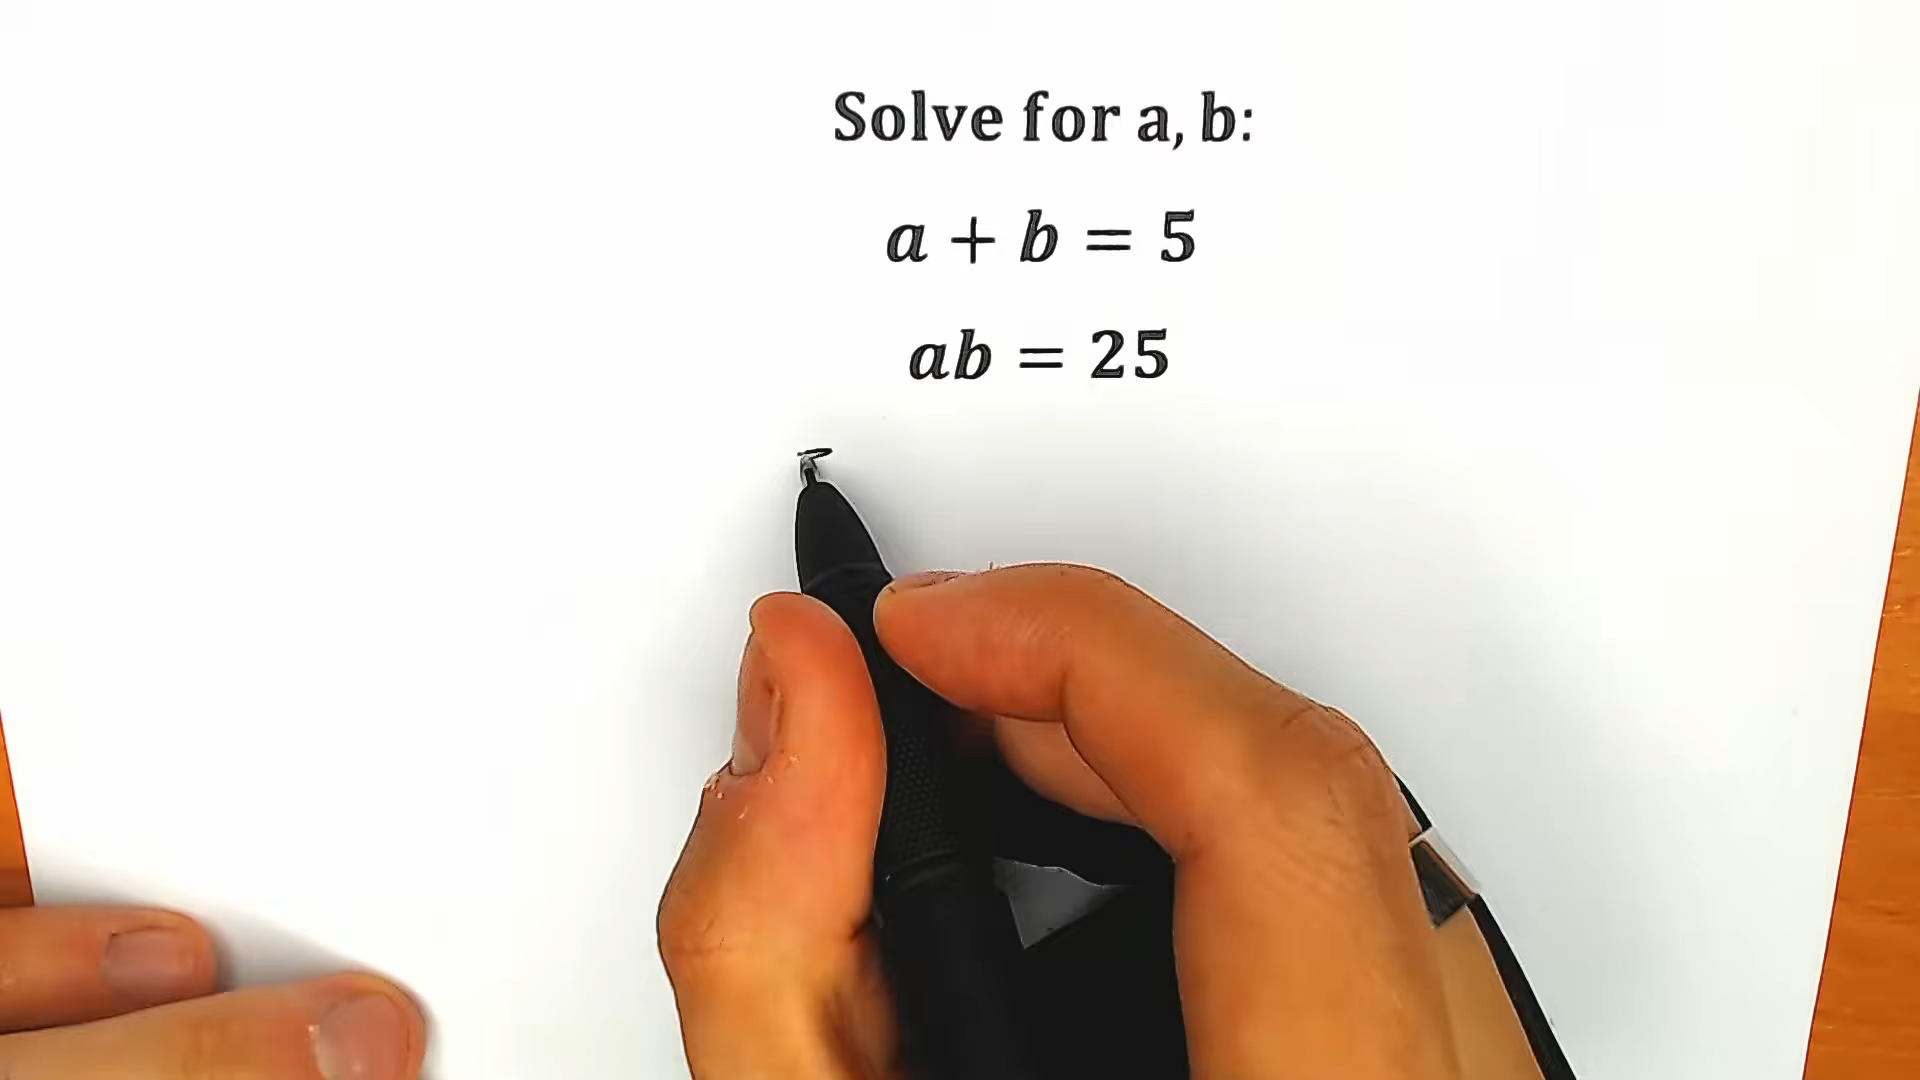 Solve for a, b:
a + b = 5
ab = 25